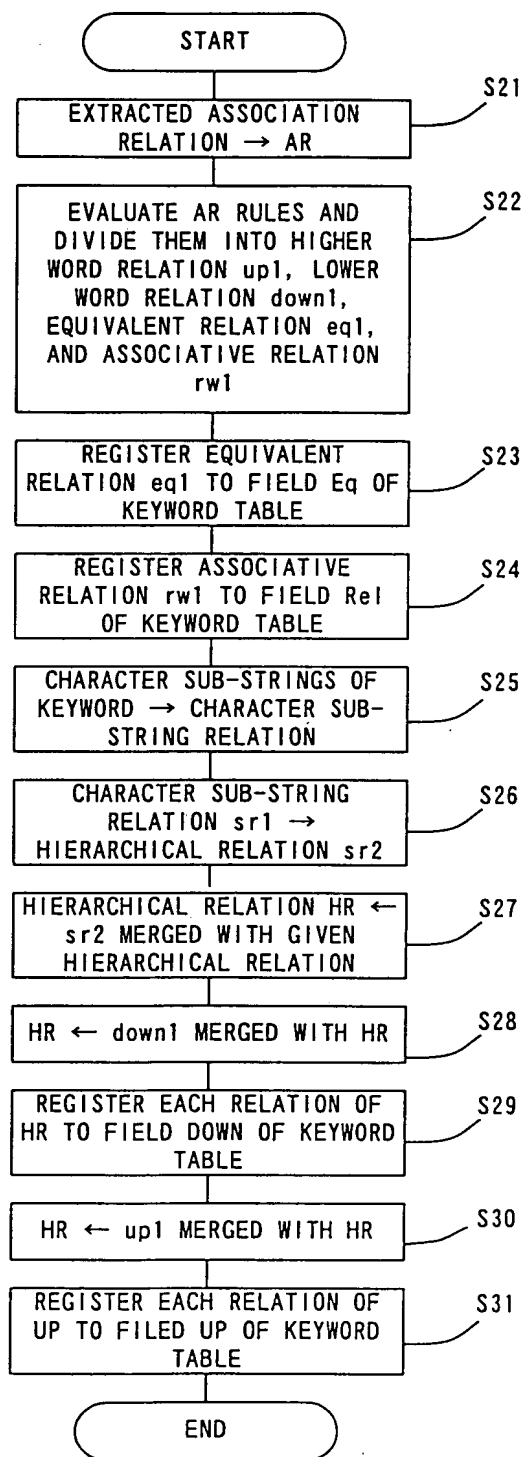 START
S21
EXTRACTED ASSOCIATION
RELATION → AR
S22
EVALUATE AR RULES AND
DIVIDE THEM INTO HIGHER
WORD RELATION up1, LOWER
WORD RELATION down1,
EQUIVALENT RELATION eq1,
AND ASSOCIATIVE RELATION
rw1
S23
REGISTER EQUIVALENT
RELATION eq1 TO FIELD Eq OF
KEYWORD TABLE
S24
REGISTER ASSOCIATIVE
RELATION rw1 TO FIELD Rel
OF KEYWORD TABLE
S25
CHARACTER SUB-STRINGS OF
KEYWORD → CHARACTER SUB-
STRING RELATION
S26
CHARACTER SUB-STRING
RELATION sr1 →
HIERARCHICAL RELATION sr2
S27
HIERARCHICAL RELATION HR ←
sr2 MERGED WITH GIVEN
HIERARCHICAL RELATION
S28
HR ← down1 MERGED WITH HR
S29
REGISTER EACH RELATION OF
HR TO FIELD DOWN OF KEYWORD
TABLE
S30
HR ← up1 MERGED WITH HR
S31
REGISTER EACH RELATION OF
UP TO FILED UP OF KEYWORD
TABLE
END